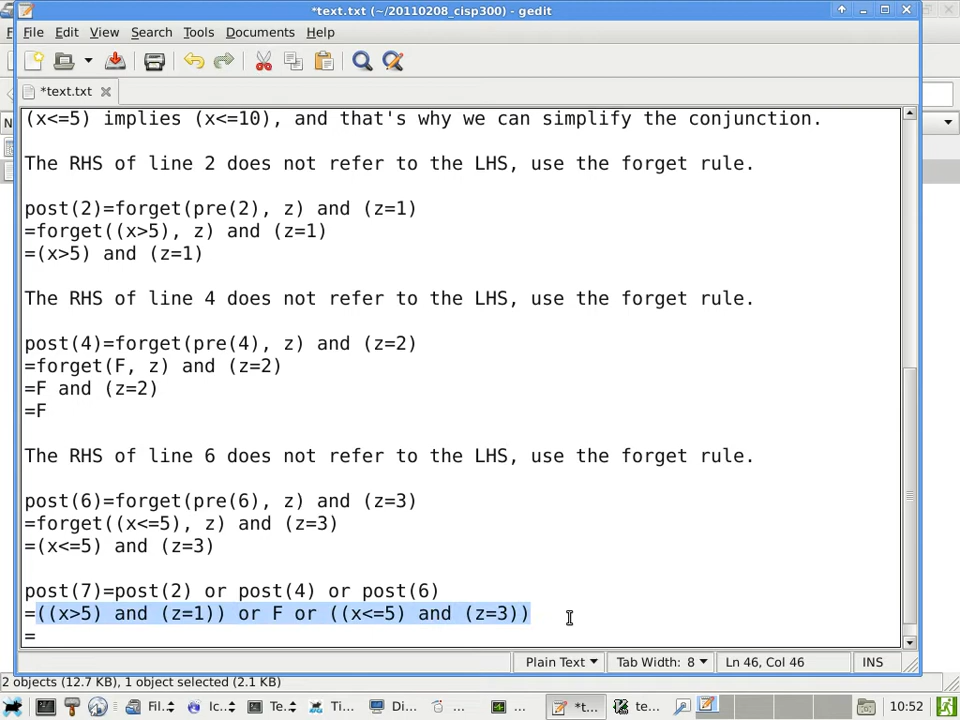 *text.txt (~/20110208_cisp300) - gedit
File Edit View Search Tools Documents Help
*text.txt
(x<=5) implies (x<=10), and that's why we can simplify the conjunction.
The RHS of line 2 does not refer to the LHS, use the forget rule.
post(2)=forget(pre(2), z) and (z=1)
=forget((x>5), z) and (z=1)
=(x>5) and (z=1)
The RHS of line 4 does not refer to the LHS, use the forget rule.
post(4)=forget(pre(4), z) and (z=2)
=forget(F, z) and (z=2)
=F and (z=2)
=F
The RHS of line 6 does not refer to the LHS, use the forget rule.
post(6)=forget(pre(6), z) and (z=3)
=forget((x<=5), z) and (z=3)
=(x<=5) and (z=3)
post(7)=post(2) or post(4) or post(6)
=((x>5) and (z=1)) or F or ((x<=5) and (z=3))
=
Plain Text Tab Width: 8 Ln 46, Col 46 INS
2 objects (12.7 KB), 1 object selected (2.1 KB)
Fil... Ic... Te... Ti... Di... ... ... *t... te... 10:52